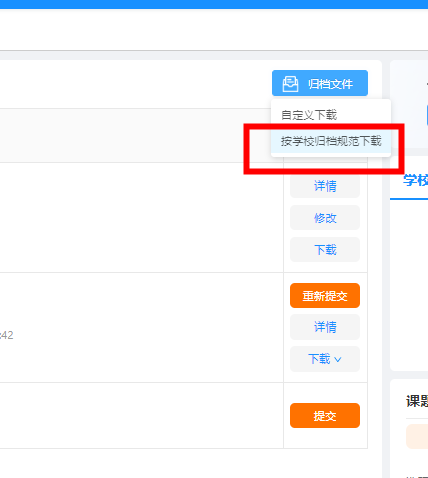 归档文件
自定义下载
按学校归档规范下载
学校
详情
修改
下载
重新提交
:42
详情
下载
课题
提交